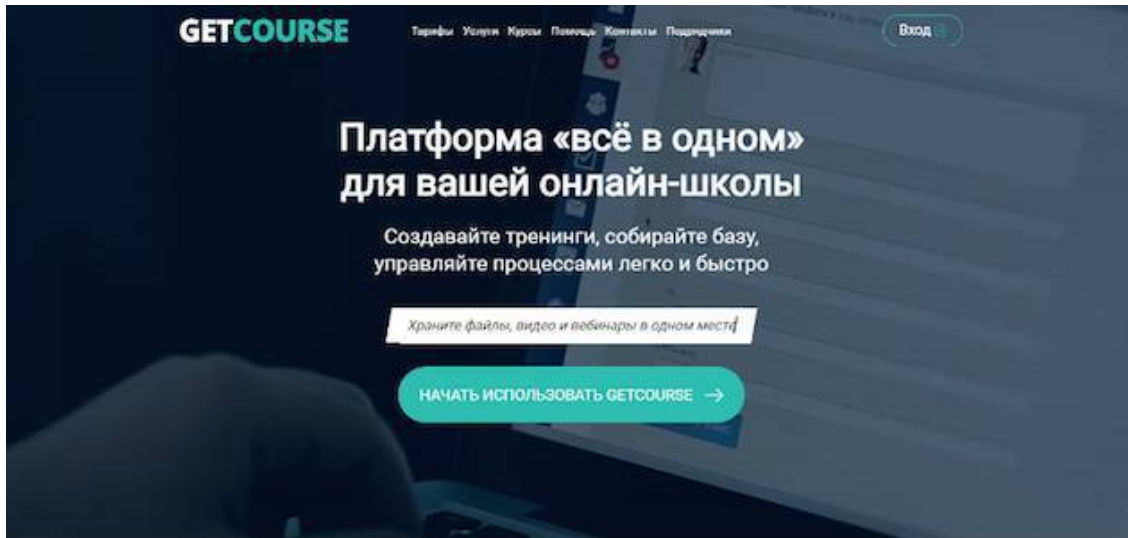 GETCOURSE
Тарифы Услуги Курсы Помощь Контакты Подрядчики
Вход
Платформа «всё в одном»
для вашей онлайн-школы
Создавайте тренинги, собирайте базу,
управляйте процессами легко и быстро
Храните файлы, видео и вебинары в одном месте
НАЧАТЬ ИСПОЛЬЗОВАТЬ GETCOURSE →